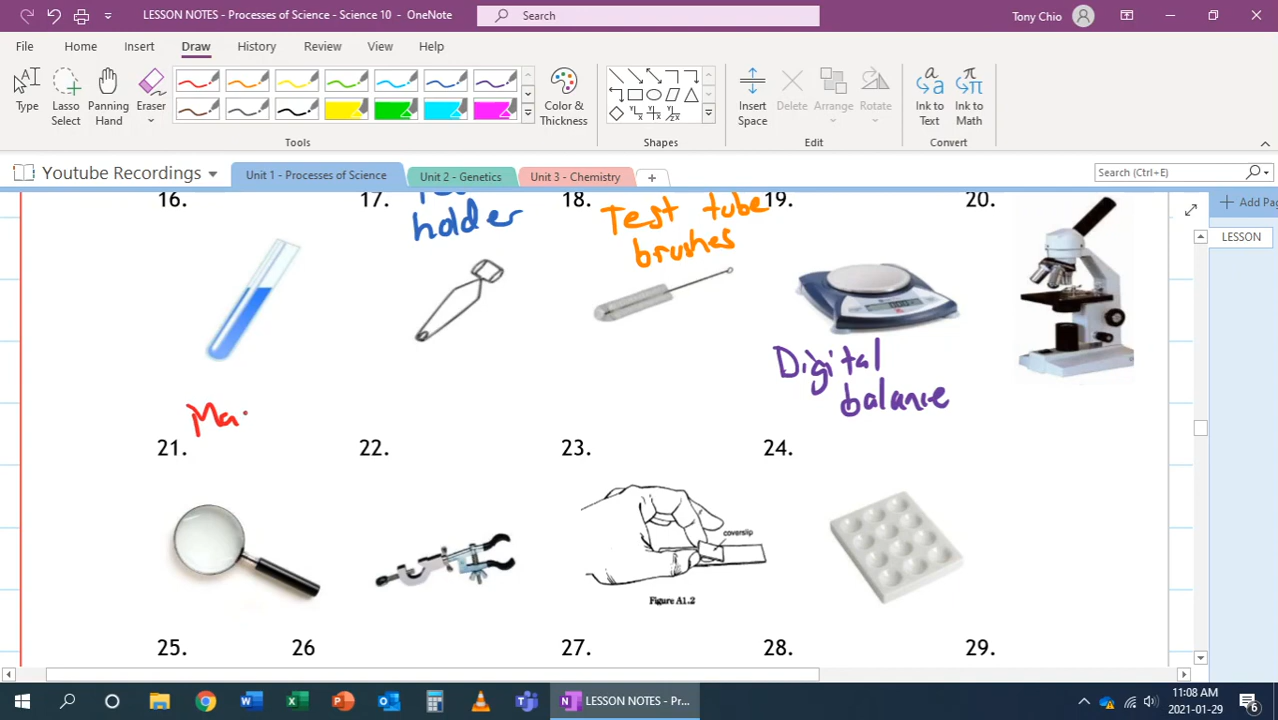 LESSON NOTES - Processes of Science - Science 10 - OneNote
Search
Tony Chio
File Home Insert Draw History Review View Help
Type
Lasso Select
Panning Hand
Eraser
Color & Thickness
Insert Space
Delete
Arrange
Rotate
Ink to Text
Ink to Math
Tools
Shapes
Edit
Convert
Youtube Recordings
Unit 1 - Processes of Science
Unit 2 - Genetics
Unit 3 - Chemistry
Search (Ctrl+E)
Add Pag
LESSON
16. 17. 18. 19. 20.
holder
Test tube
brushes
Digital
balance
Ma
21. 22. 23. 24.
coverslip
Figure A1.2
25. 26 27. 28. 29.
LESSON NOTES - Pr...
11:08 AM
2021-01-29
6